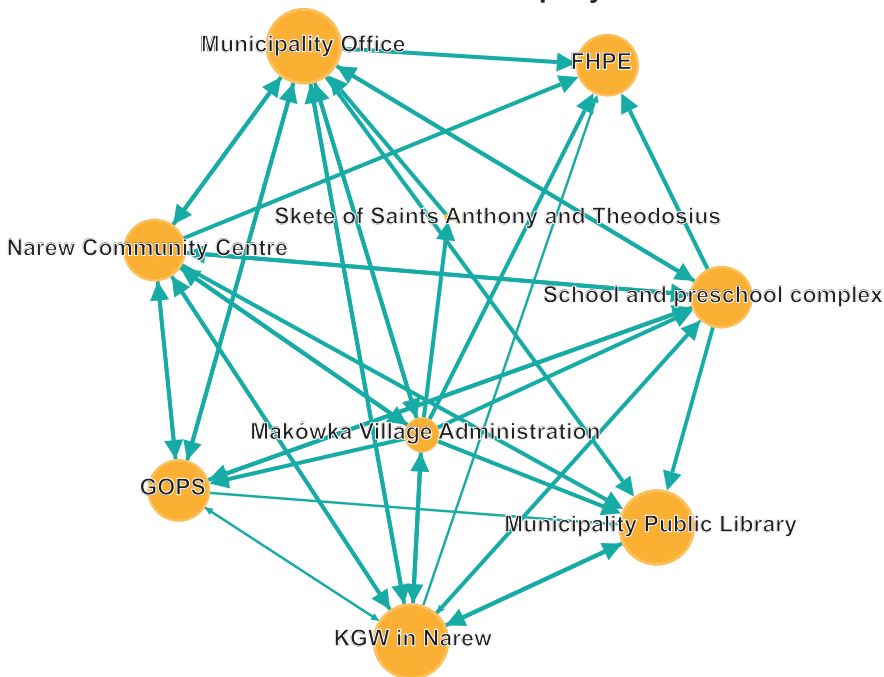 Municipality Office
FHPE
Skete of Saints Anthony and Theodosius
Narew Community Centre
School and preschool complex
Makówka Village Administration
GOPS
Municipality Public Library
KGW in Narew